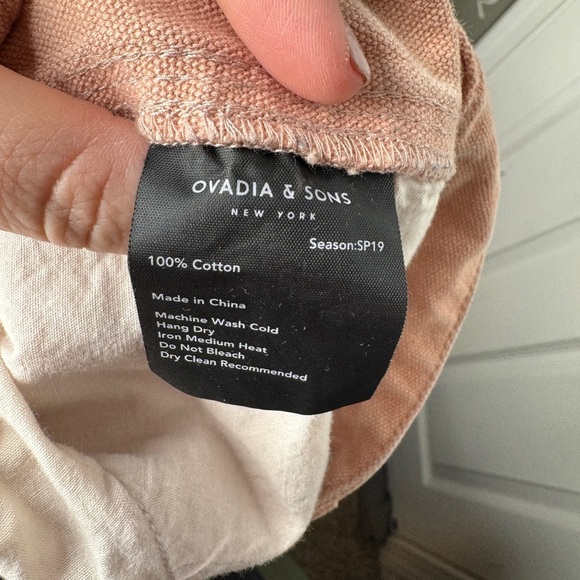 OVADIA & SONS
NEW YORK
Season:SP19
100% Cotton
Made in China
Machine Wash Cold
Hang Dry
Iron Medium Heat
Do Not Bleach
Dry Clean Recommended